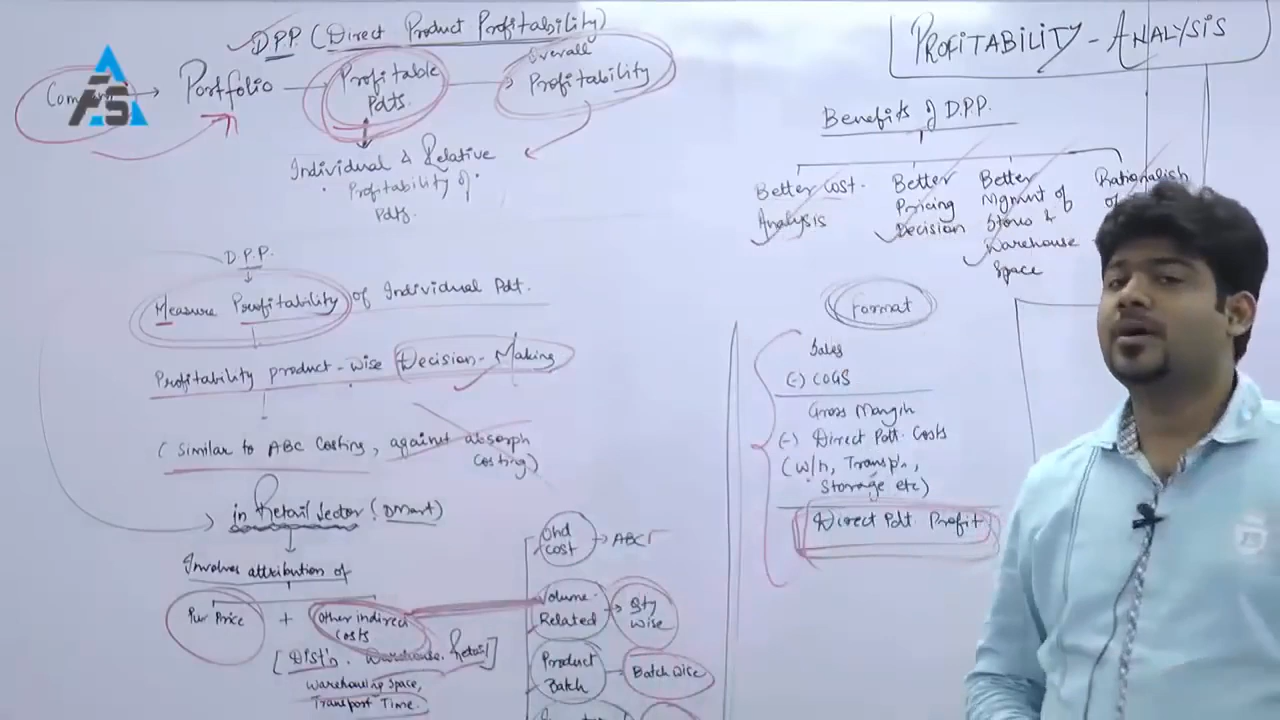 D.P.P. (Direct Product Profitability)
FS
Portfolio
Profitable
Pdts.
Overall
Profitability
Individual & Relative
Profitability of
Pdts.
D.P.P.
Measure Profitability of Individual Pdt.
Profitability product-wise Decision-Making
(Similar to ABC Costing, against absorpn
costing)
in Retail Sector (DMart)
Involves attribution of
Pur Price + Other indirect
costs
[Dist'n. Warehouse. Retail]
Warehousing space,
Transport Time.
Ohd
cost
ABC
Volume-
Related
Qty
wise
Product
Batch
Batch wise
PROFITABILITY - ANALYSIS
Benefits of D.P.P.
Better Cost
Analysis
Better
Pricing
Decision
Better
Mgmnt of
Stores &
Warehouse
Space
Format
Sales
(-) COGS
Gross Margin
(-) Direct Pdt. Costs
(W/h, Transp'n,
Storage etc)
Direct Pdt. Profit